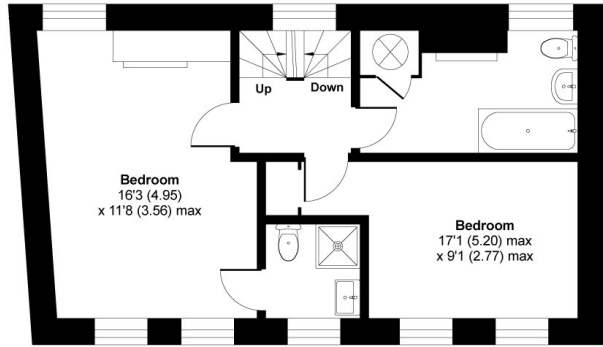 Up
Down
Bedroom
16'3 (4.95)
x 11'8 (3.56) max
Bedroom
17'1 (5.20) max
x 9'1 (2.77) max